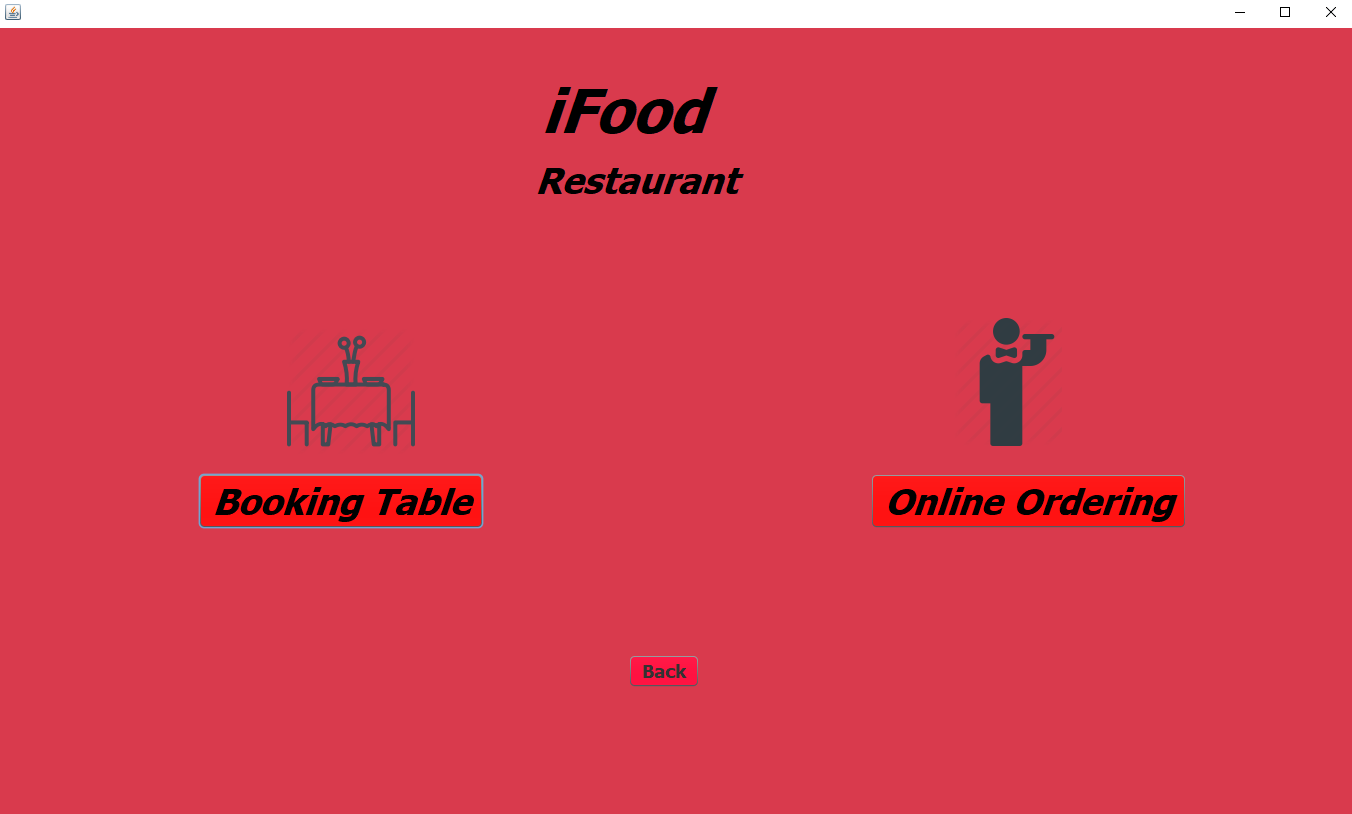 iFood
Restaurant
Booking Table
Online Ordering
Back